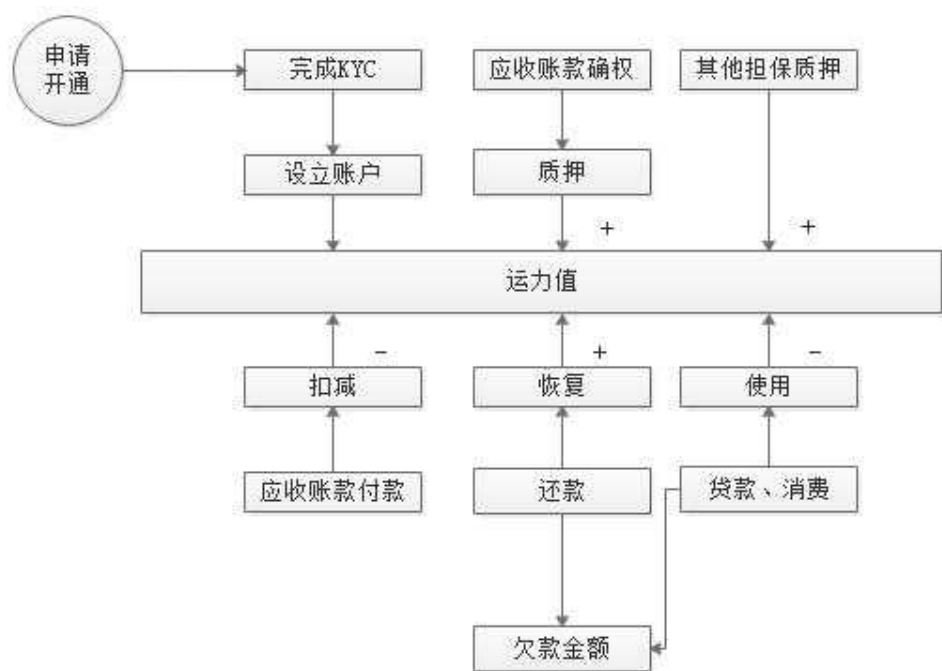 申请
开通
完成KYC
应收账款确权
其他担保质押
设立账户
质押
+
+
运力值
-
+
-
扣减
恢复
使用
应收账款付款
还款
贷款、消费
欠款金额